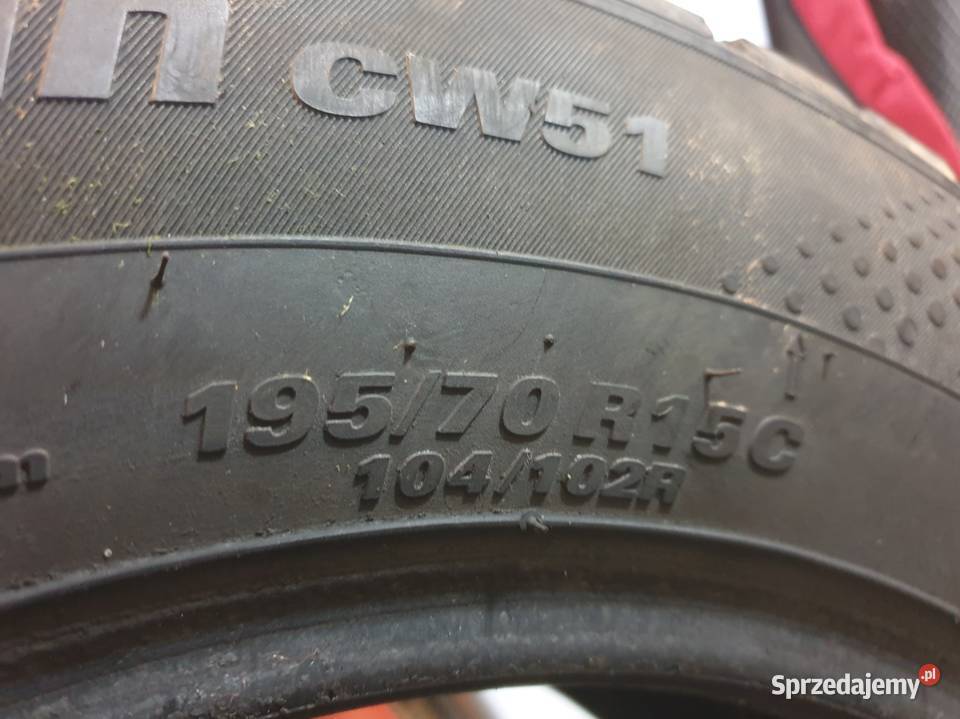 CW51
195/70 R15C
104/102R
Sprzedajemy.pl